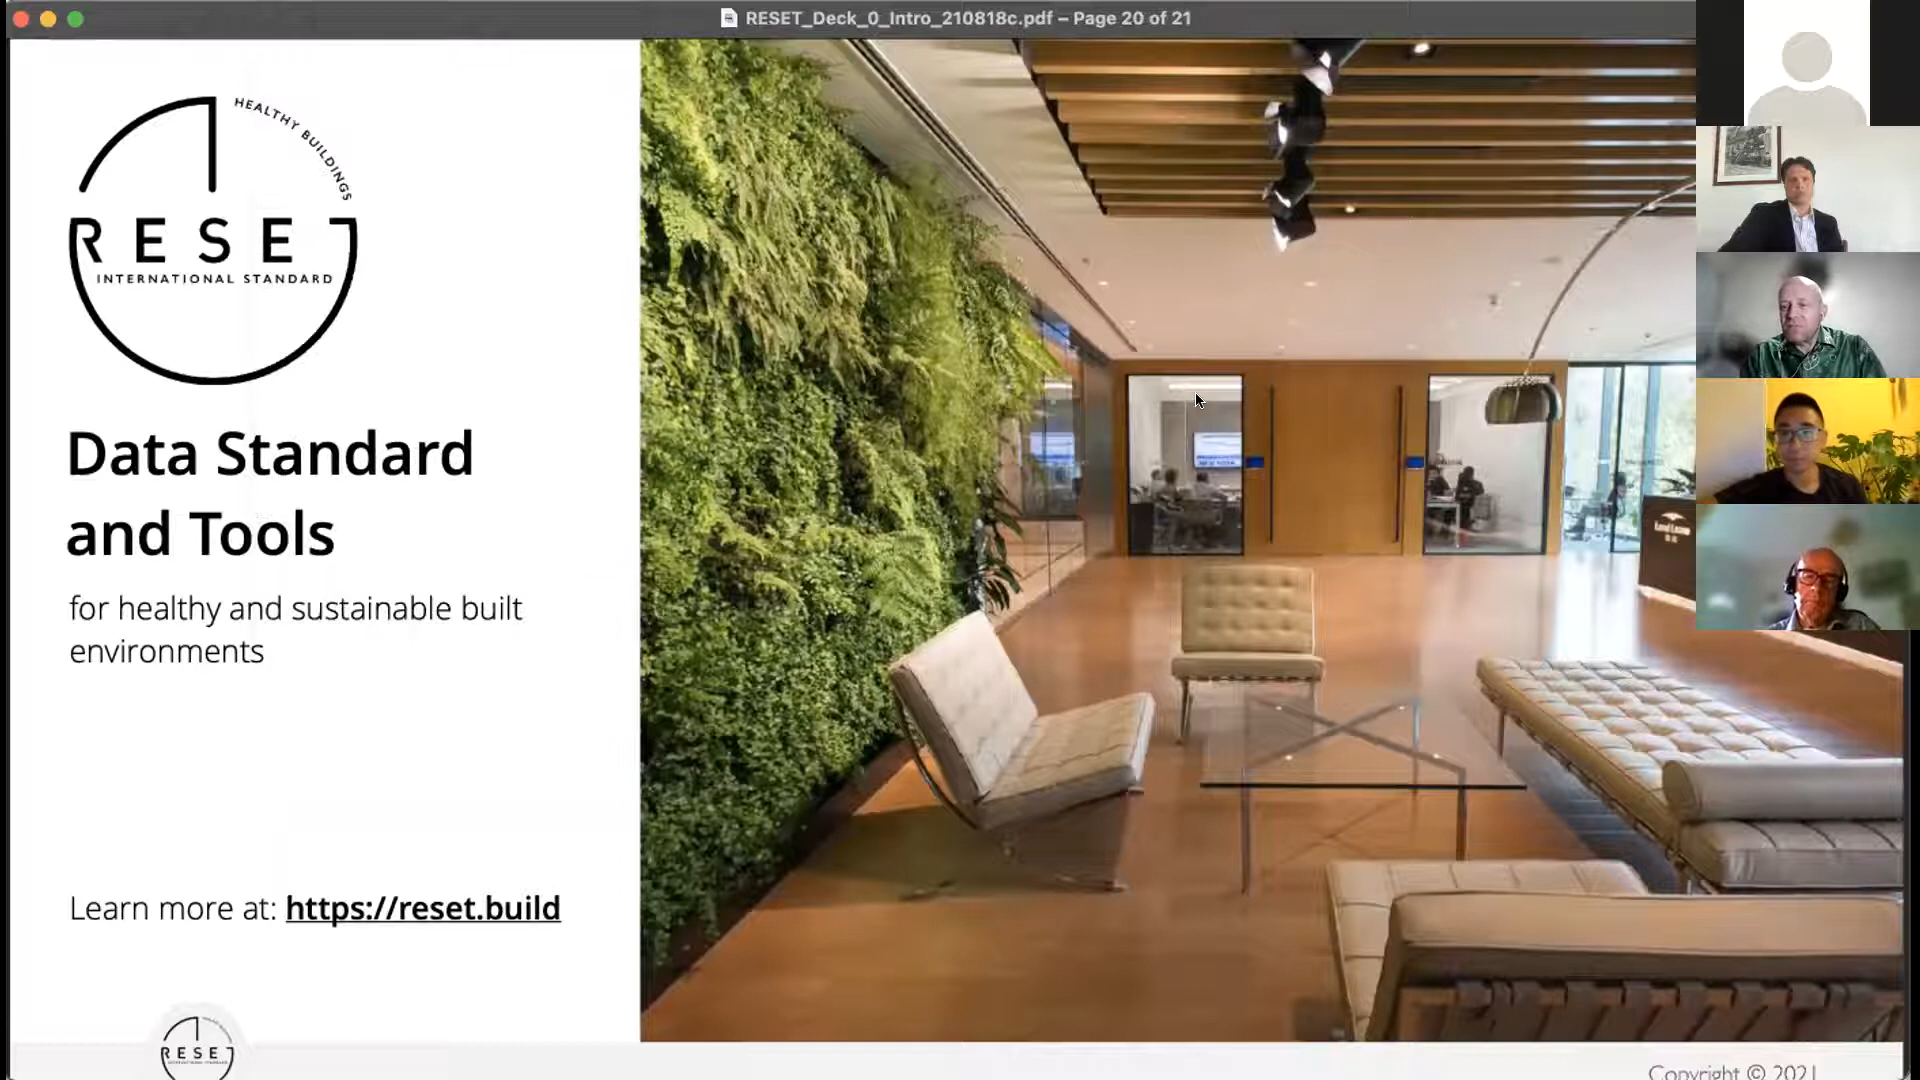 RESET_Deck_0_Intro_210818c.pdf – Page 20 of 21
HEALTHY BUILDINGS
RESET
INTERNATIONAL STANDARD
Data Standard
and Tools
for healthy and sustainable built
environments
Learn more at: https://reset.build
RESET
Copyright © 2021